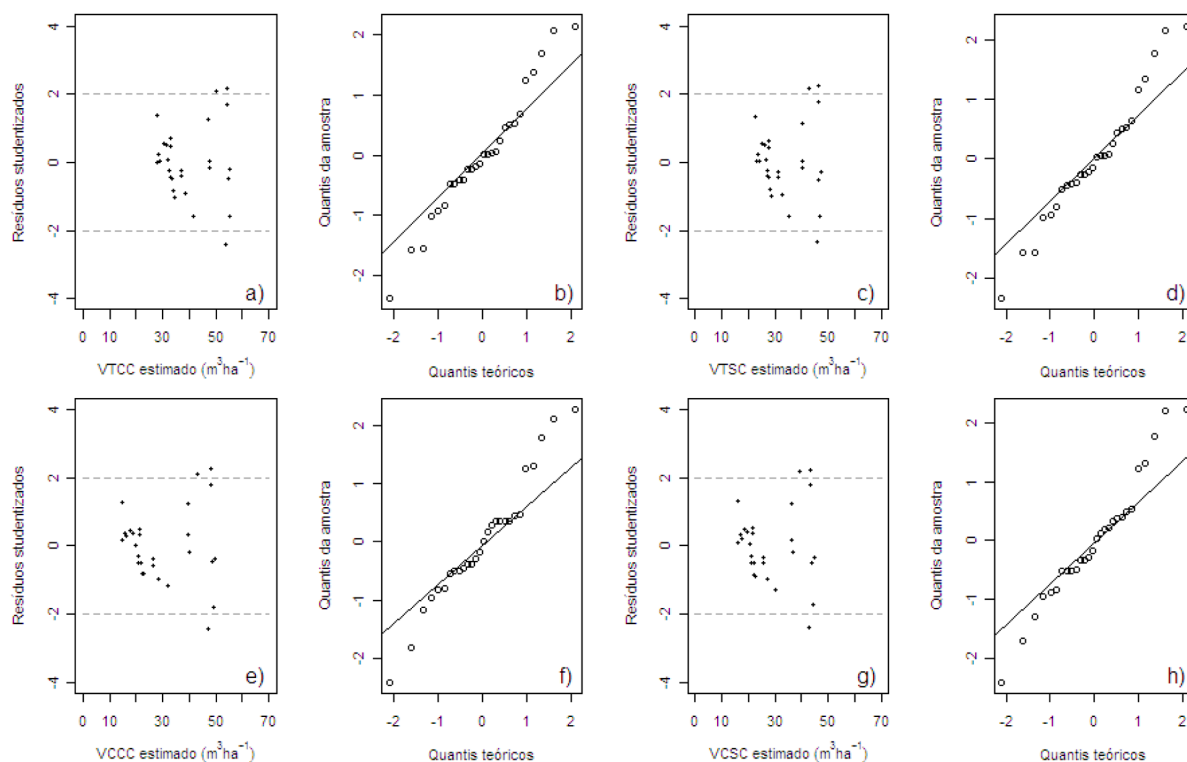 Resíduos studentizados
4
2
0
-2
-4
a)
0 10 30 50 70
VTCC estimado (m³ha⁻¹)
Quantis da amostra
2
1
0
-1
-2
b)
-2 -1 0 1 2
Quantis teóricos
Resíduos studentizados
4
2
0
-2
-4
c)
0 10 30 50 70
VTSC estimado (m³ha⁻¹)
Quantis da amostra
2
1
0
-1
-2
d)
-2 -1 0 1 2
Quantis teóricos
Resíduos studentizados
4
2
0
-2
-4
e)
0 10 30 50 70
VCCC estimado (m³ha⁻¹)
Quantis da amostra
2
1
0
-1
-2
f)
-2 -1 0 1 2
Quantis teóricos
Resíduos studentizados
4
2
0
-2
-4
g)
0 10 30 50 70
VCSC estimado (m³ha⁻¹)
Quantis da amostra
2
1
0
-1
-2
h)
-2 -1 0 1 2
Quantis teóricos